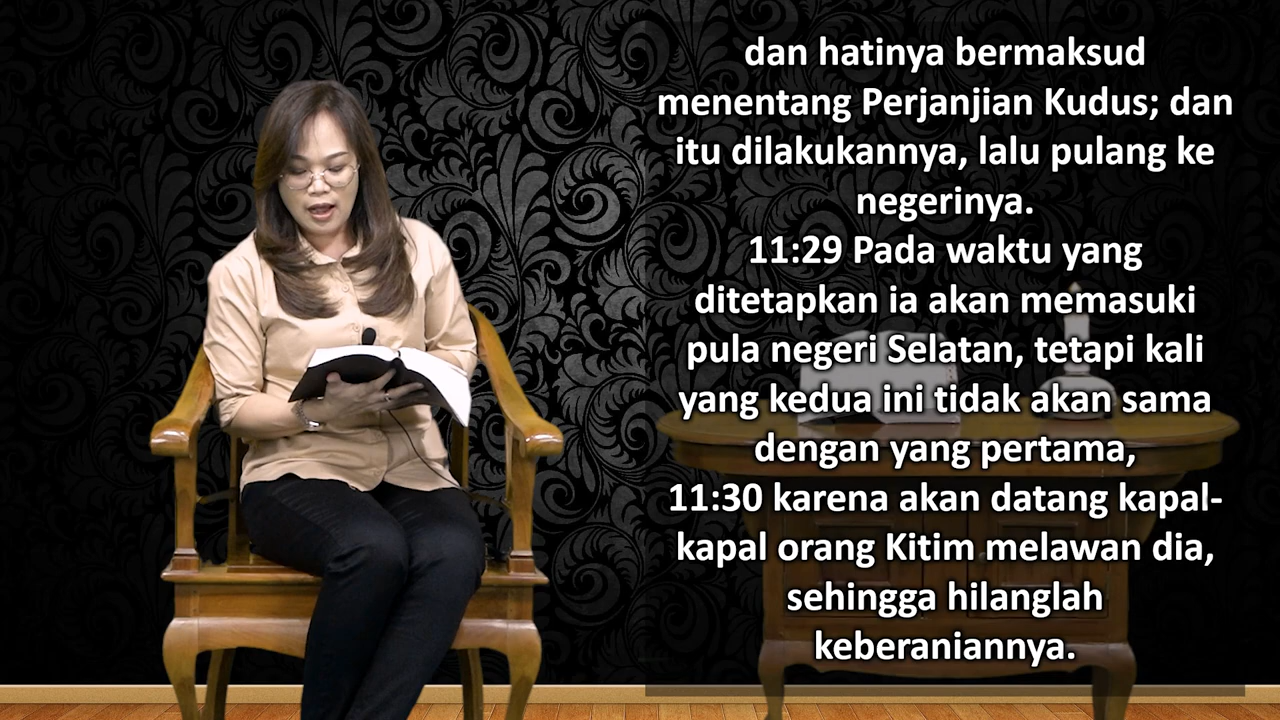 dan hatinya bermaksud
menentang Perjanjian Kudus; dan
itu dilakukannya, lalu pulang ke
negerinya.
11:29 Pada waktu yang
ditetapkan ia akan memasuki
pula negeri Selatan, tetapi kali
yang kedua ini tidak akan sama
dengan yang pertama,
11:30 karena akan datang kapal-
kapal orang Kitim melawan dia,
sehingga hilanglah
keberaniannya.